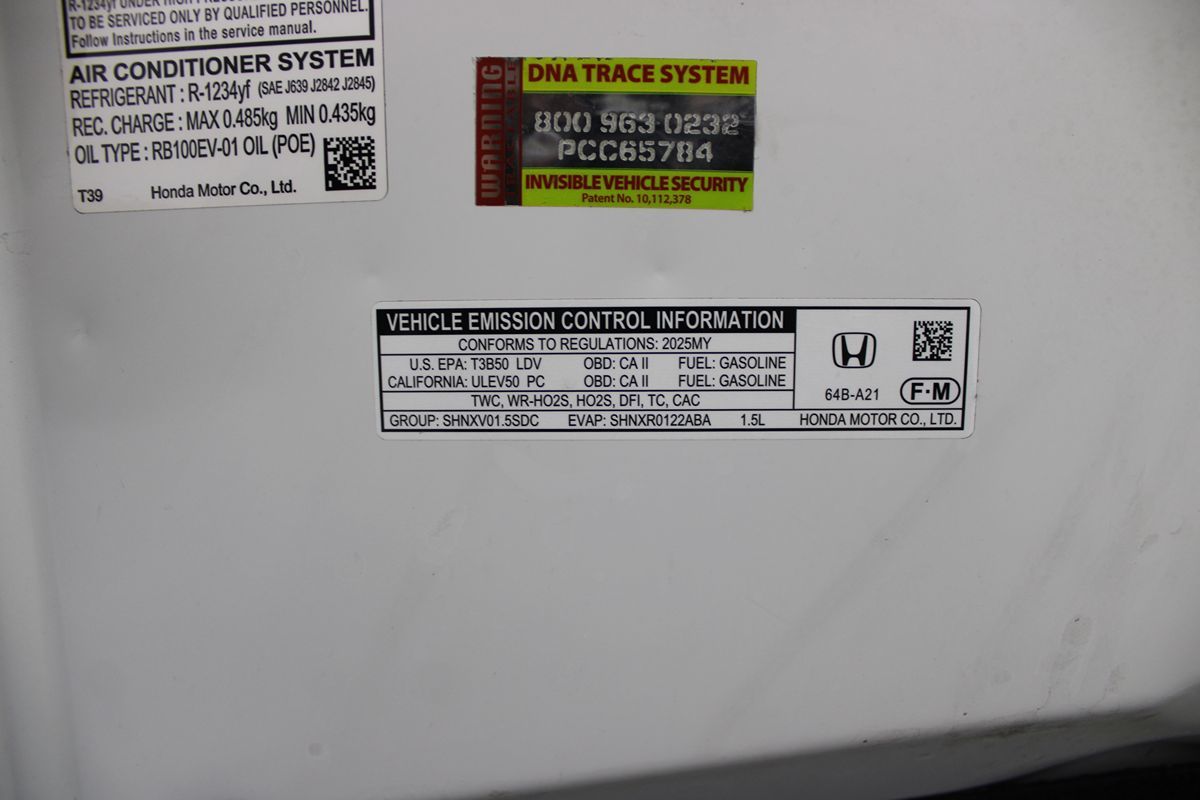 R-1234yf UNDER HIGH
TO BE SERVICED ONLY BY QUALIFIED PERSONNEL.
Follow Instructions in the service manual.
AIR CONDITIONER SYSTEM
REFRIGERANT : R-1234yf (SAE J639 J2842 J2845)
REC. CHARGE : MAX 0.485kg MIN 0.435kg
OIL TYPE : RB100EV-01 OIL (POE)
T39 Honda Motor Co., Ltd.
WARNING
TRACEABLE
DNA TRACE SYSTEM
800 963 0232
PCC65784
INVISIBLE VEHICLE SECURITY
Patent No. 10,112,378
VEHICLE EMISSION CONTROL INFORMATION
CONFORMS TO REGULATIONS: 2025MY
U.S. EPA: T3B50 LDV OBD: CA II FUEL: GASOLINE
CALIFORNIA: ULEV50 PC OBD: CA II FUEL: GASOLINE
TWC, WR-HO2S, HO2S, DFI, TC, CAC
GROUP: SHNXV01.5SDC EVAP: SHNXR0122ABA 1.5L
64B-A21 F·M
HONDA MOTOR CO., LTD.